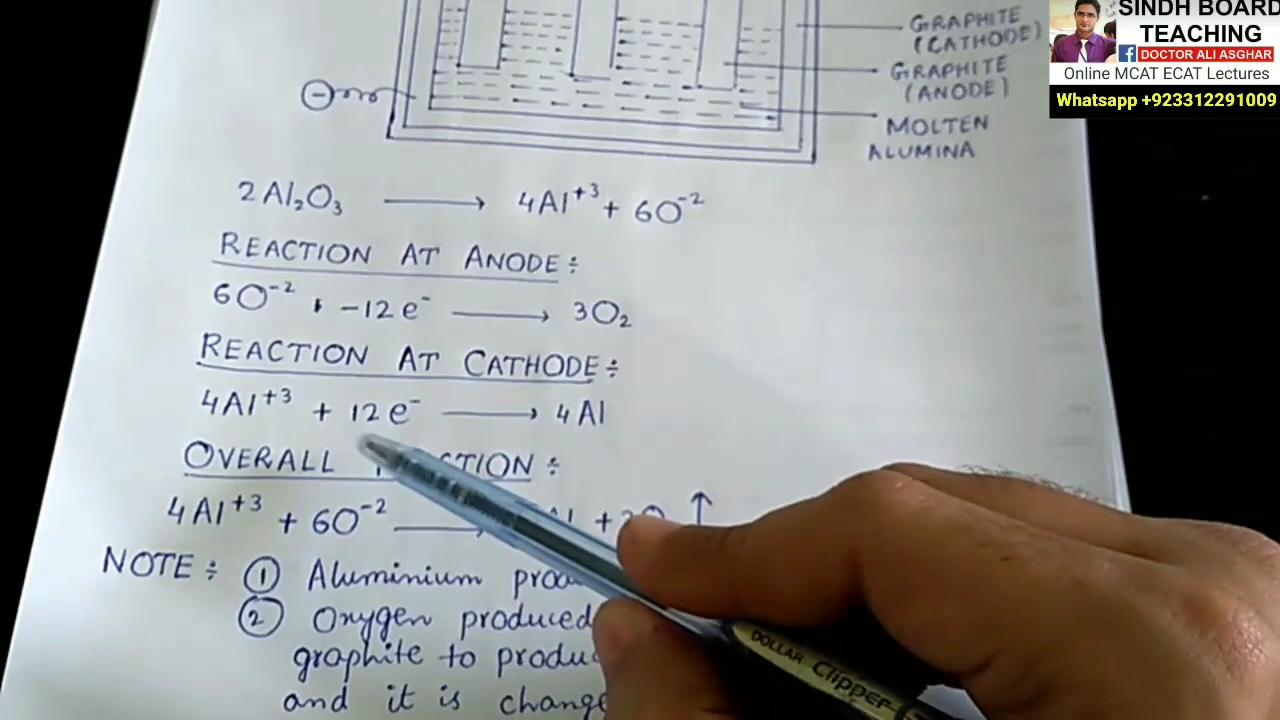 SINDH BOARD
TEACHING
DOCTOR ALI ASGHAR
Online MCAT ECAT Lectures
Whatsapp +923312291009
GRAPHITE
(CATHODE)
GRAPHITE
(ANODE)
MOLTEN
ALUMINA
−
2Al₂O₃ → 4Al⁺³ + 6O⁻²
REACTION AT ANODE ÷
6O⁻² −12e⁻ → 3O₂
REACTION AT CATHODE ÷
4Al⁺³ + 12e⁻ → 4Al
OVERALL ÷
4Al⁺³ + 6O⁻² → + ↑
NOTE ÷ ① Aluminium
② Oxygen produced
graphite to
and it is
DOLLAR Clipper